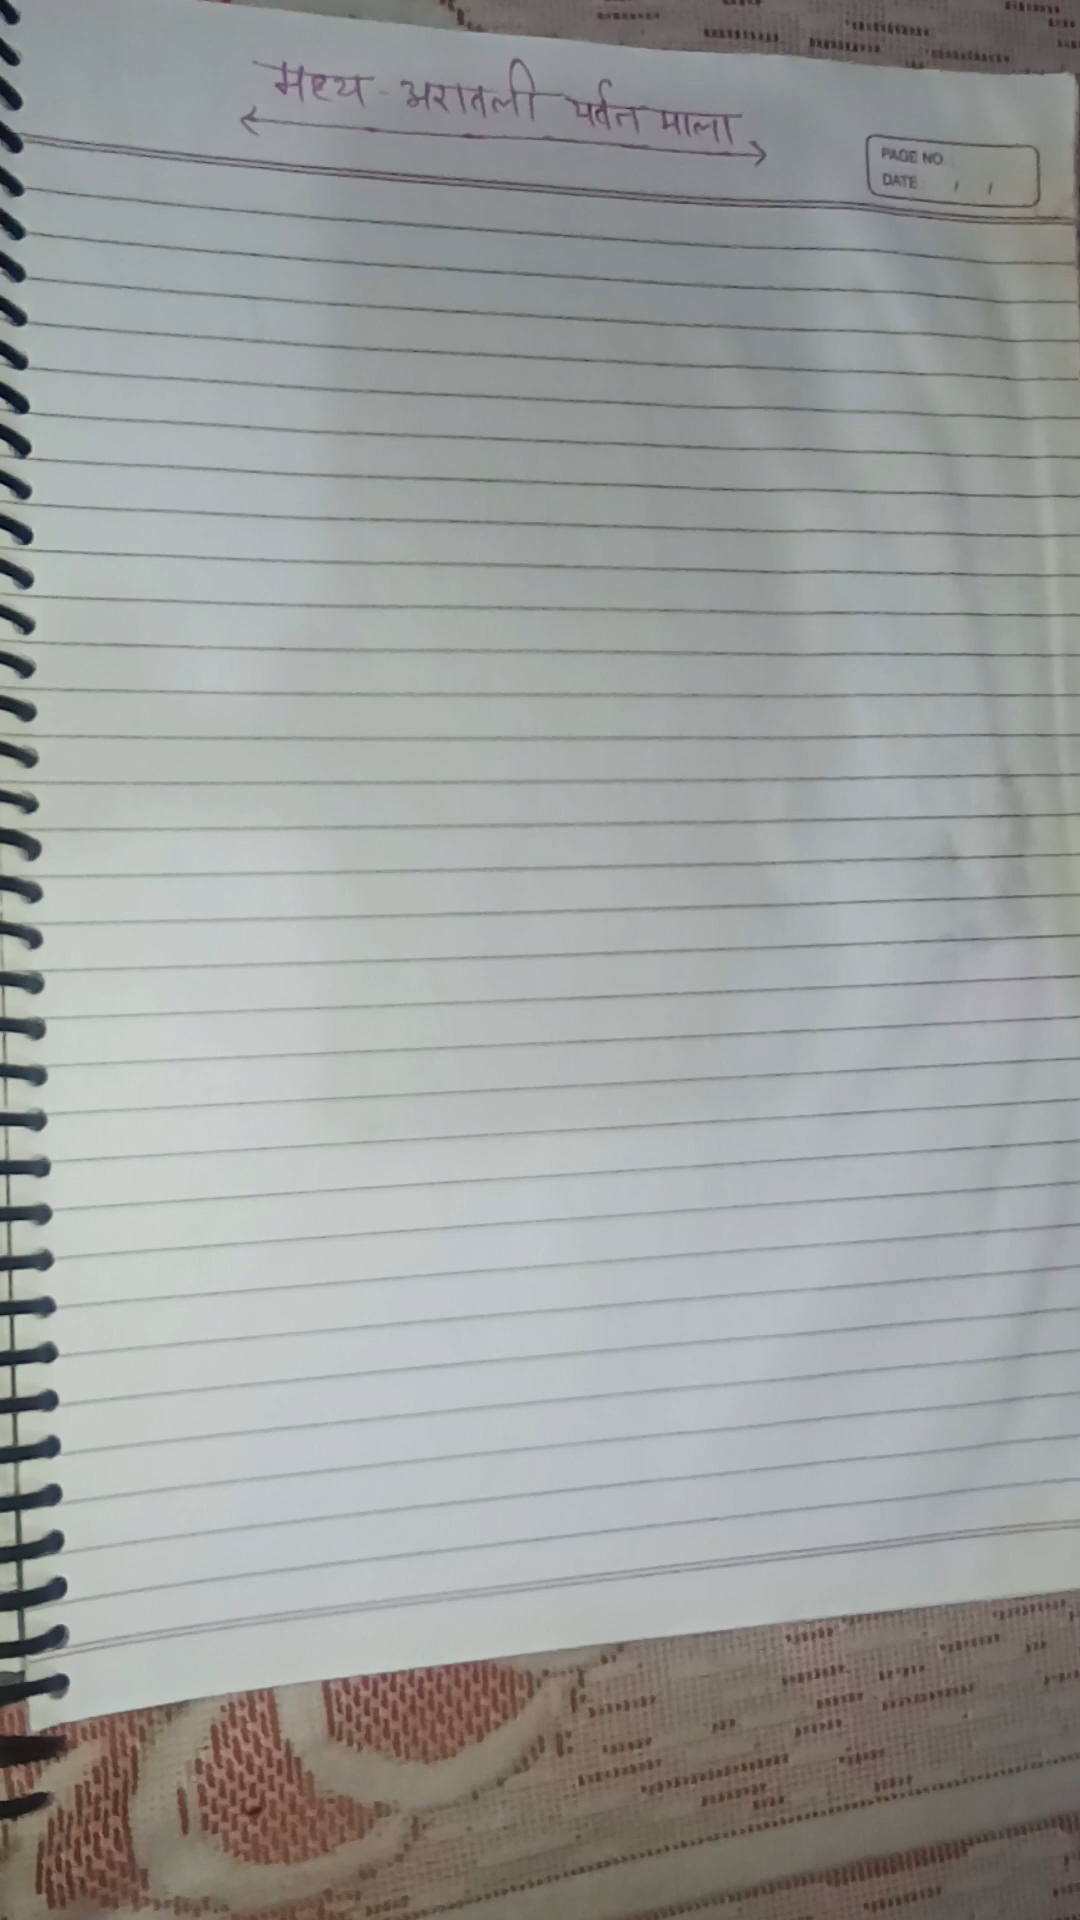 मध्य - अरावली पर्वत माला
PAGE NO
DATE / /